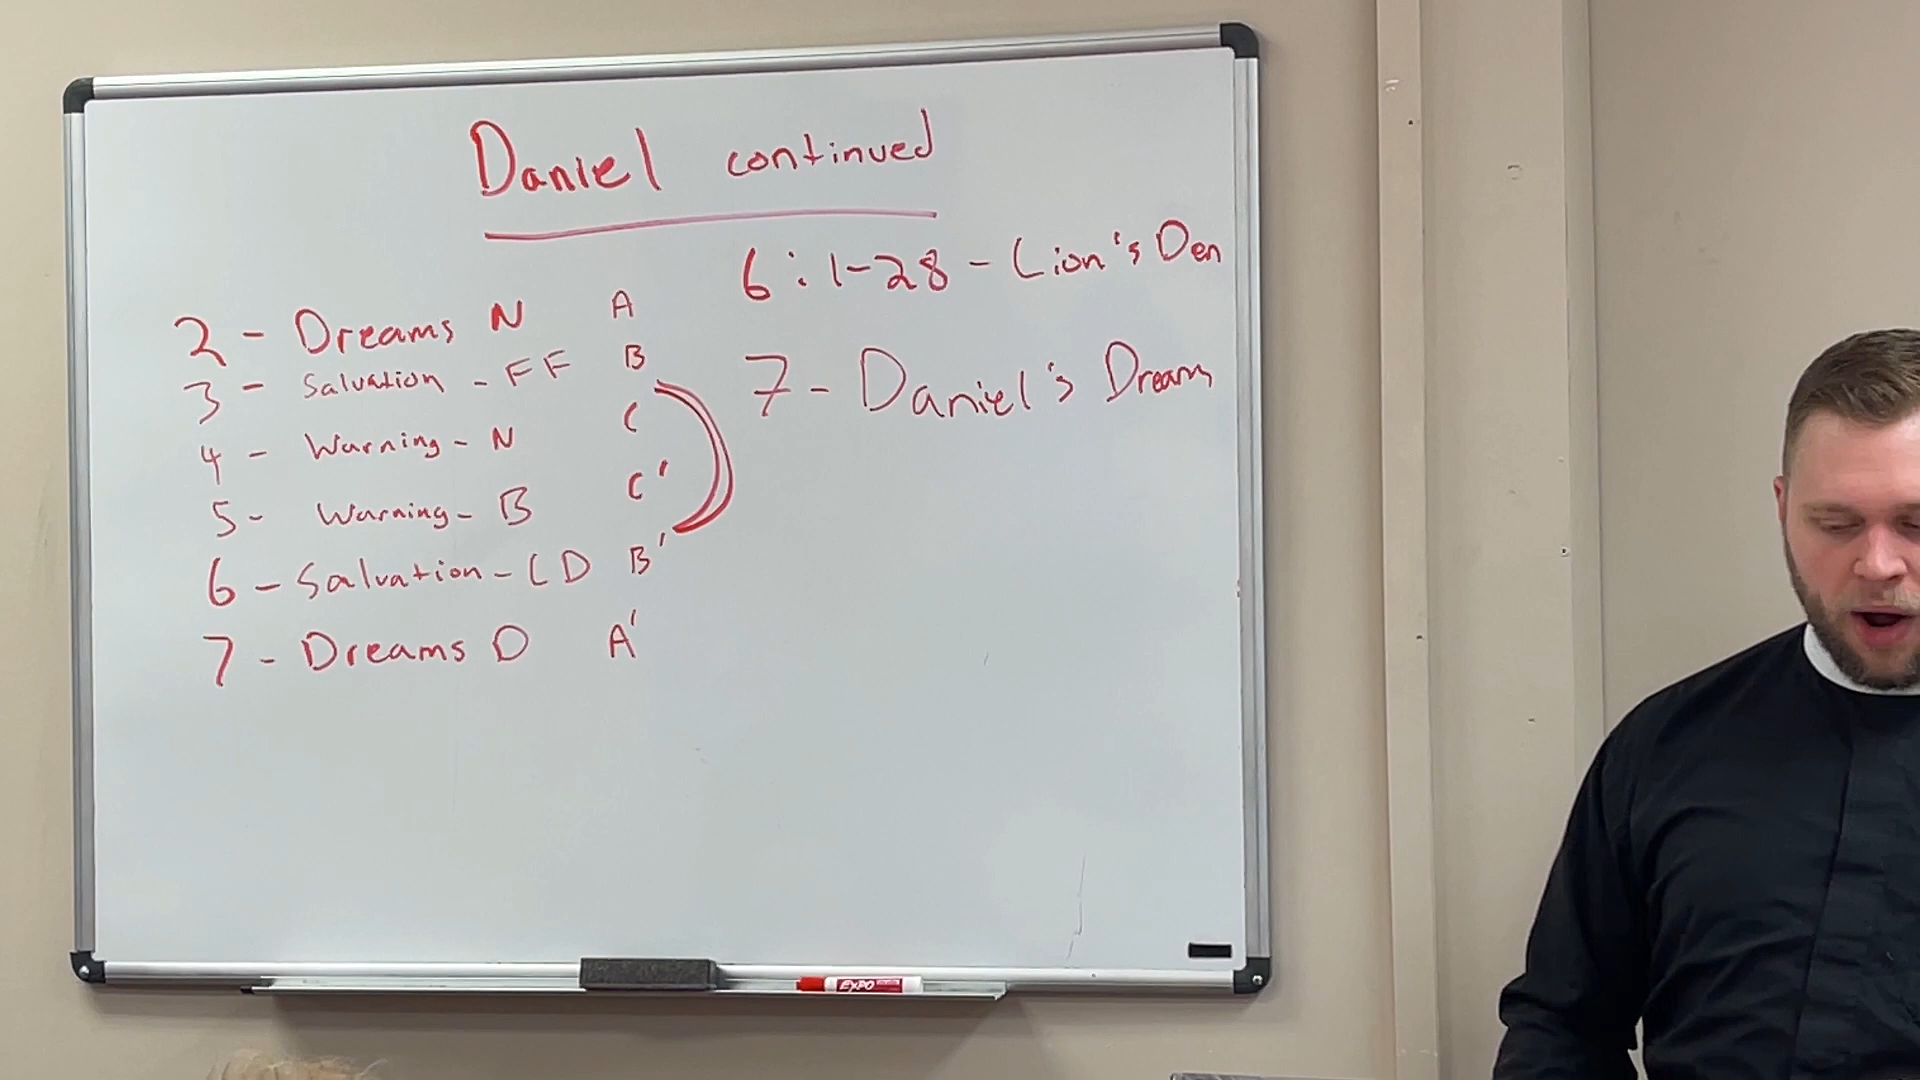 Daniel continued
2 - Dreams N A
3 - Salvation - FF B
4 - Warning - N C
5 - Warning - B C'
6 - Salvation - LD B'
7 - Dreams D A'
6:1-28 - Lion's Den
7 - Daniel's Dream
EXPO